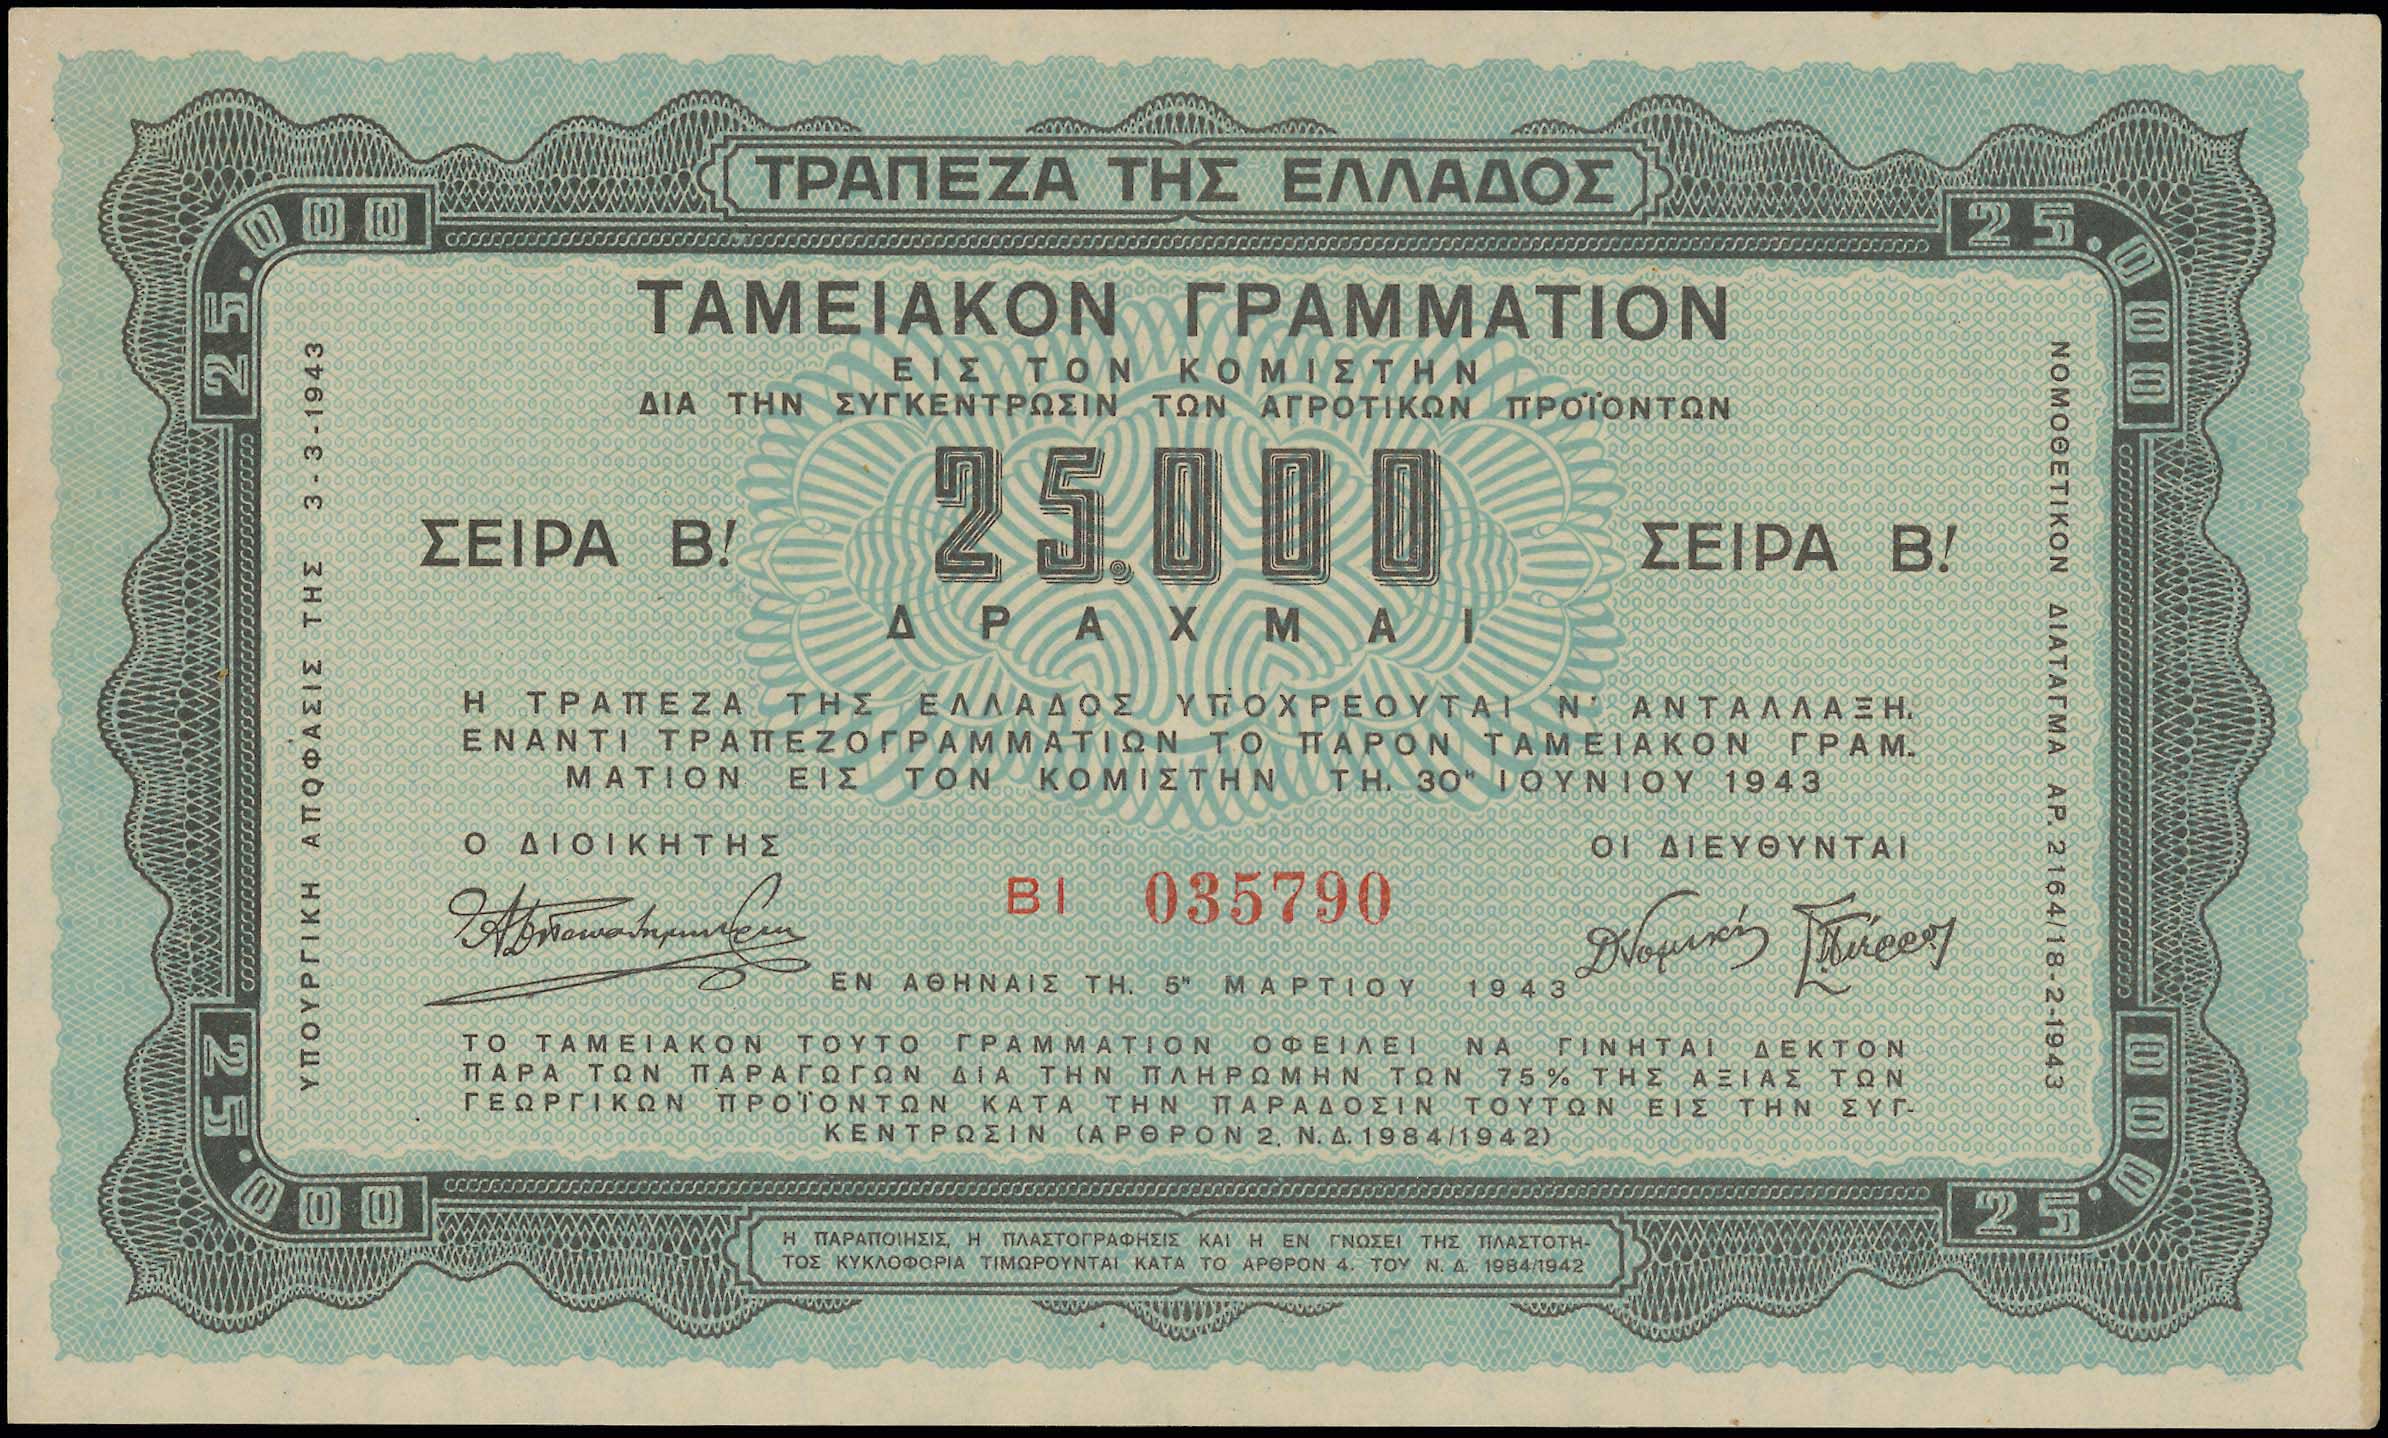 ΤΡΑΠΕΖΑ ΤΗΣ ΕΛΛΑΔΟΣ
25.000
25.000
ΤΑΜΕΙΑΚΟΝ ΓΡΑΜΜΑΤΙΟΝ
ΕΙΣ ΤΟΝ ΚΟΜΙΣΤΗΝ
ΔΙΑ ΤΗΝ ΣΥΓΚΕΝΤΡΩΣΙΝ ΤΩΝ ΑΓΡΟΤΙΚΩΝ ΠΡΟΪΟΝΤΩΝ
ΣΕΙΡΑ Β!
25.000
ΣΕΙΡΑ Β!
ΔΡΑΧΜΑΙ
ΥΠΟΥΡΓΙΚΗ ΑΠΟΦΑΣΙΣ ΤΗΣ 3-3-1943
ΝΟΜΟΘΕΤΙΚΟΝ ΔΙΑΤΑΓΜΑ ΑΡ. 2164/18-2-1943
Η ΤΡΑΠΕΖΑ ΤΗΣ ΕΛΛΑΔΟΣ ΥΠΟΧΡΕΟΥΤΑΙ Ν' ΑΝΤΑΛΛΑΞΗ.
ΕΝΑΝΤΙ ΤΡΑΠΕΖΟΓΡΑΜΜΑΤΙΩΝ ΤΟ ΠΑΡΟΝ ΤΑΜΕΙΑΚΟΝ ΓΡΑΜ.
ΜΑΤΙΟΝ ΕΙΣ ΤΟΝ ΚΟΜΙΣΤΗΝ ΤΗ. 30" ΙΟΥΝΙΟΥ 1943
Ο ΔΙΟΙΚΗΤΗΣ
ΟΙ ΔΙΕΥΘΥΝΤΑΙ
ΒΙ 035790
ΕΝ ΑΘΗΝΑΙΣ ΤΗ. 5" ΜΑΡΤΙΟΥ 1943
ΤΟ ΤΑΜΕΙΑΚΟΝ ΤΟΥΤΟ ΓΡΑΜΜΑΤΙΟΝ ΟΦΕΙΛΕΙ ΝΑ ΓΙΝΗΤΑΙ ΔΕΚΤΟΝ
ΠΑΡΑ ΤΩΝ ΠΑΡΑΓΩΓΩΝ ΔΙΑ ΤΗΝ ΠΛΗΡΩΜΗΝ ΤΩΝ 75% ΤΗΣ ΑΞΙΑΣ ΤΩΝ
ΓΕΩΡΓΙΚΩΝ ΠΡΟΪΟΝΤΩΝ ΚΑΤΑ ΤΗΝ ΠΑΡΑΔΟΣΙΝ ΤΟΥΤΩΝ ΕΙΣ ΤΗΝ ΣΥΓ-
ΚΕΝΤΡΩΣΙΝ (ΑΡΘΡΟΝ 2. Ν.Δ. 1984/1942)
25.000
25.000
Η ΠΑΡΑΠΟΙΗΣΙΣ, Η ΠΛΑΣΤΟΓΡΑΦΗΣΙΣ ΚΑΙ Η ΕΝ ΓΝΩΣΕΙ ΤΗΣ ΠΛΑΣΤΟΤΗ-
ΤΟΣ ΚΥΚΛΟΦΟΡΙΑ ΤΙΜΩΡΟΥΝΤΑΙ ΚΑΤΑ ΤΟ ΑΡΘΡΟΝ 4. ΤΟΥ Ν. Δ. 1984/1942